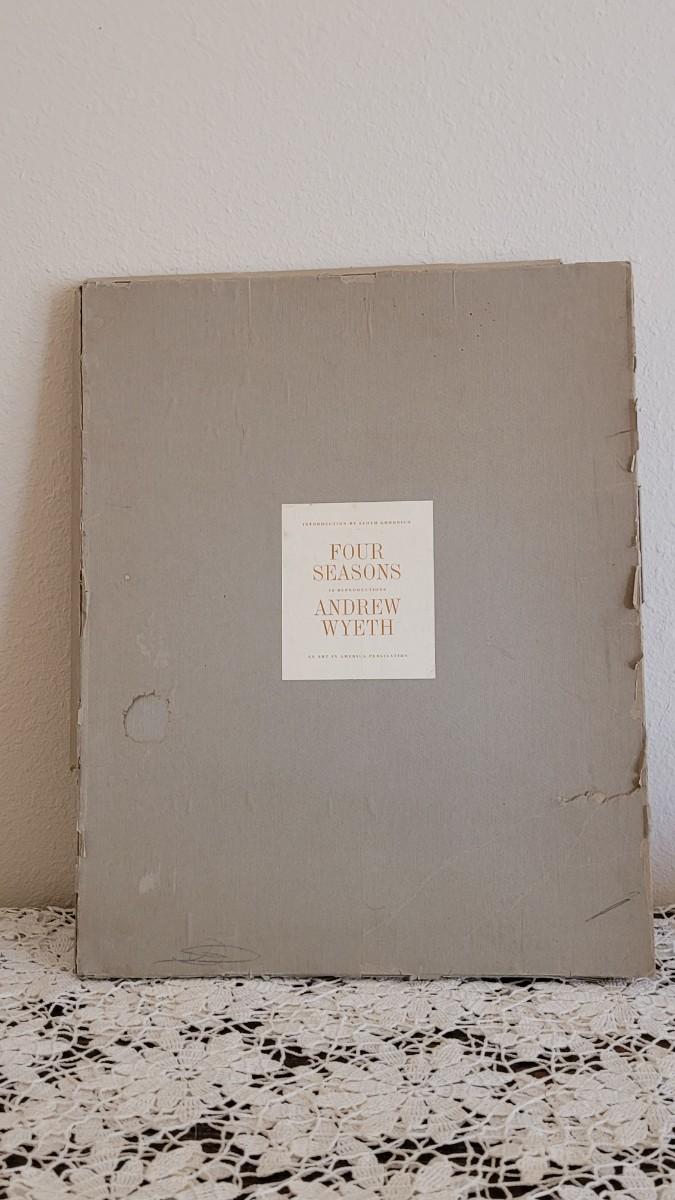 INTRODUCTION BY LLOYD GOODRICH
FOUR
SEASONS
12 REPRODUCTIONS
ANDREW
WYETH
AN ART IN AMERICA PUBLICATION